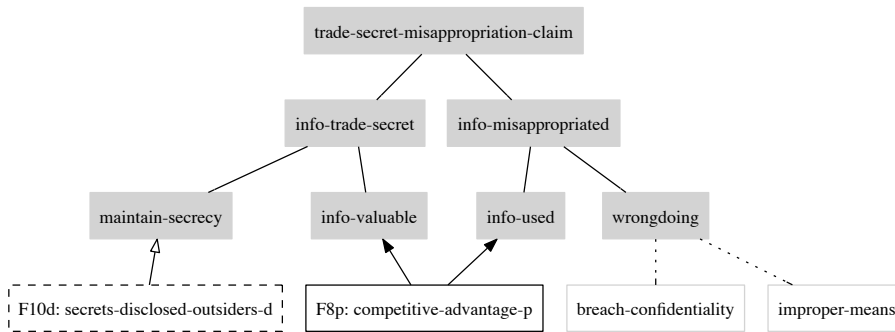 trade-secret-misappropriation-claim
info-trade-secret
info-misappropriated
maintain-secrecy
info-valuable
info-used
wrongdoing
F10d: secrets-disclosed-outsiders-d
F8p: competitive-advantage-p
breach-confidentiality
improper-means